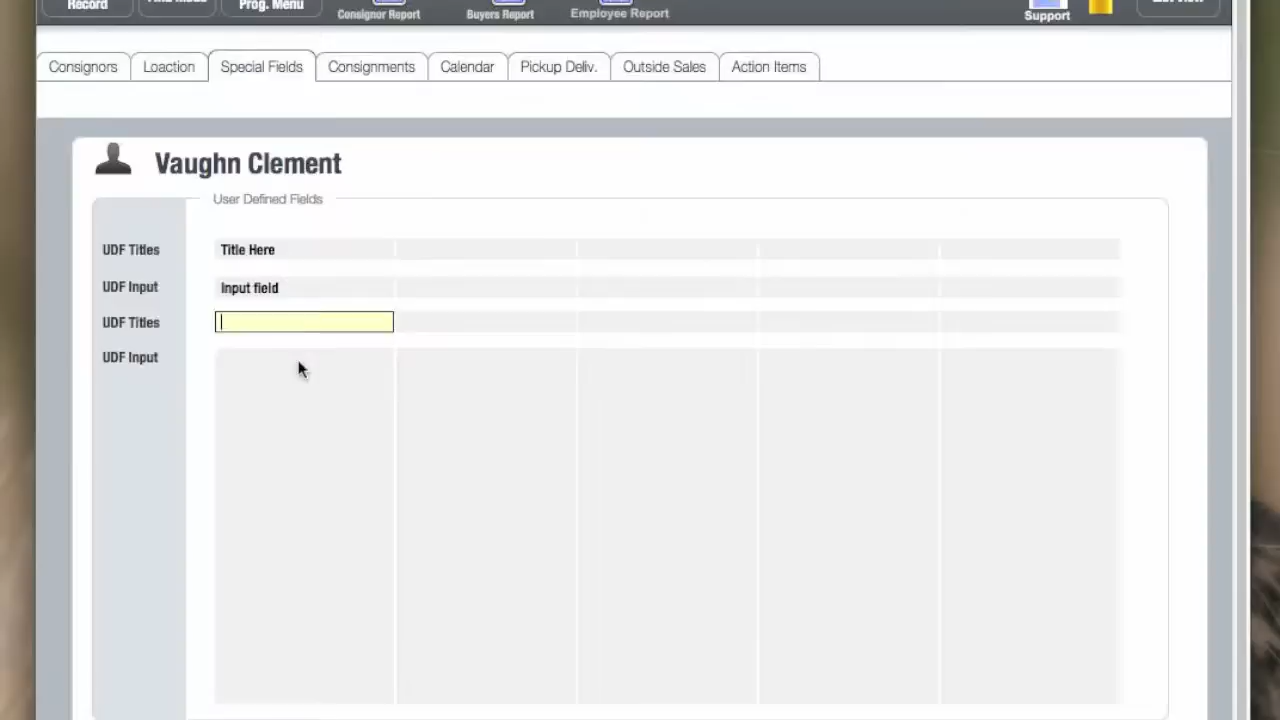 Record Prog. Menu Consignor Report Buyers Report Employee Report Support
Consignors Loaction Special Fields Consignments Calendar Pickup Deliv. Outside Sales Action Items
Vaughn Clement
User Defined Fields
UDF Titles Title Here
UDF Input Input field
UDF Titles
UDF Input